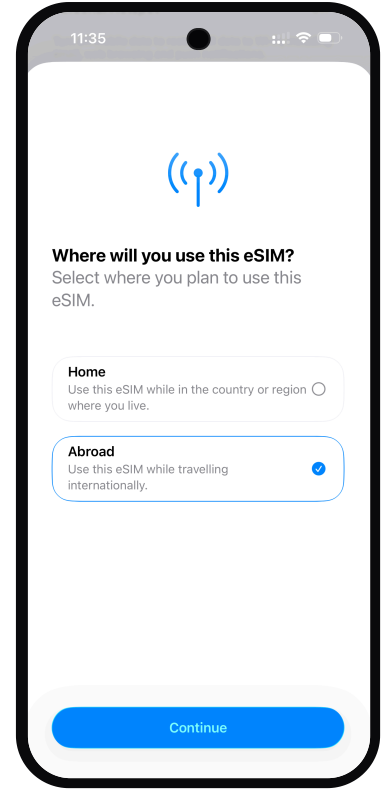 11:35
Where will you use this eSIM?
Select where you plan to use this
eSIM.
Home
Use this eSIM while in the country or region
where you live.
Abroad
Use this eSIM while travelling
internationally.
Continue